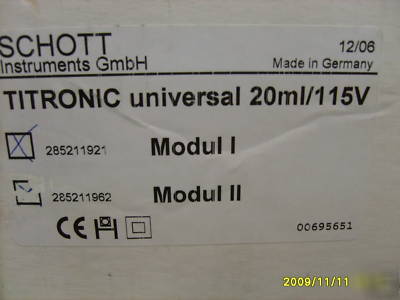 SCHOTT 12/06
Instruments GmbH Made in Germany
TITRONIC universal 20ml/115V
285211921 Modul I
285211962 Modul II
CE 00695651
2009/11/11